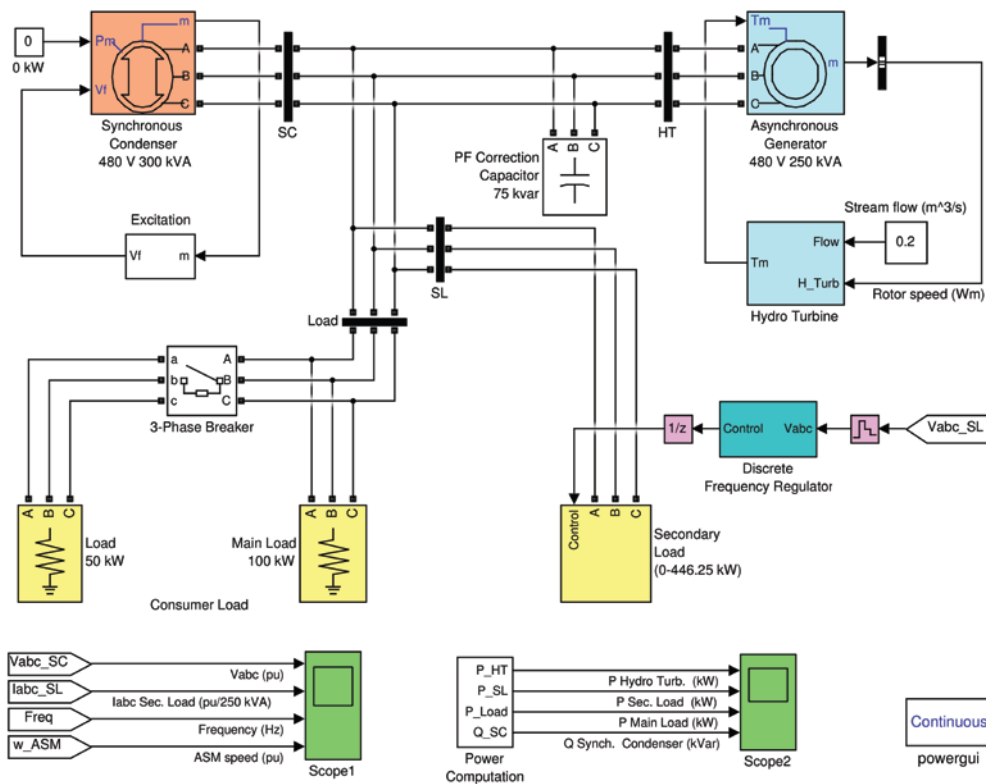 0
0 kW
Pm
Vf
m
A
B
C
Synchronous
Condenser
480 V 300 kVA
SC
HT
Tm
A
B
C
m
Asynchronous
Generator
480 V 250 kVA
A
B
C
PF Correction
Capacitor
75 kvar
Excitation
Vf
m
SL
Stream flow (m^3/s)
Flow
0.2
Tm
H_Turb
Rotor speed (Wm)
Hydro Turbine
Load
a
b
c
A
B
C
3-Phase Breaker
1/z
Control
Vabc
Vabc_SL
Discrete
Frequency Regulator
A
B
C
Load
50 kW
A
B
C
Main Load
100 kW
Consumer Load
Control
A
B
C
Secondary
Load
(0-446.25 kW)
Vabc_SC
Vabc (pu)
Iabc_SL
Iabc Sec. Load (pu/250 kVA)
Freq
Frequency (Hz)
w_ASM
ASM speed (pu)
Scope1
P_HT
P Hydro Turb. (kW)
P_SL
P Sec. Load (kW)
P_Load
P Main Load (kW)
Q_SC
Q Synch. Condenser (kVar)
Power
Computation
Scope2
Continuous
powergui